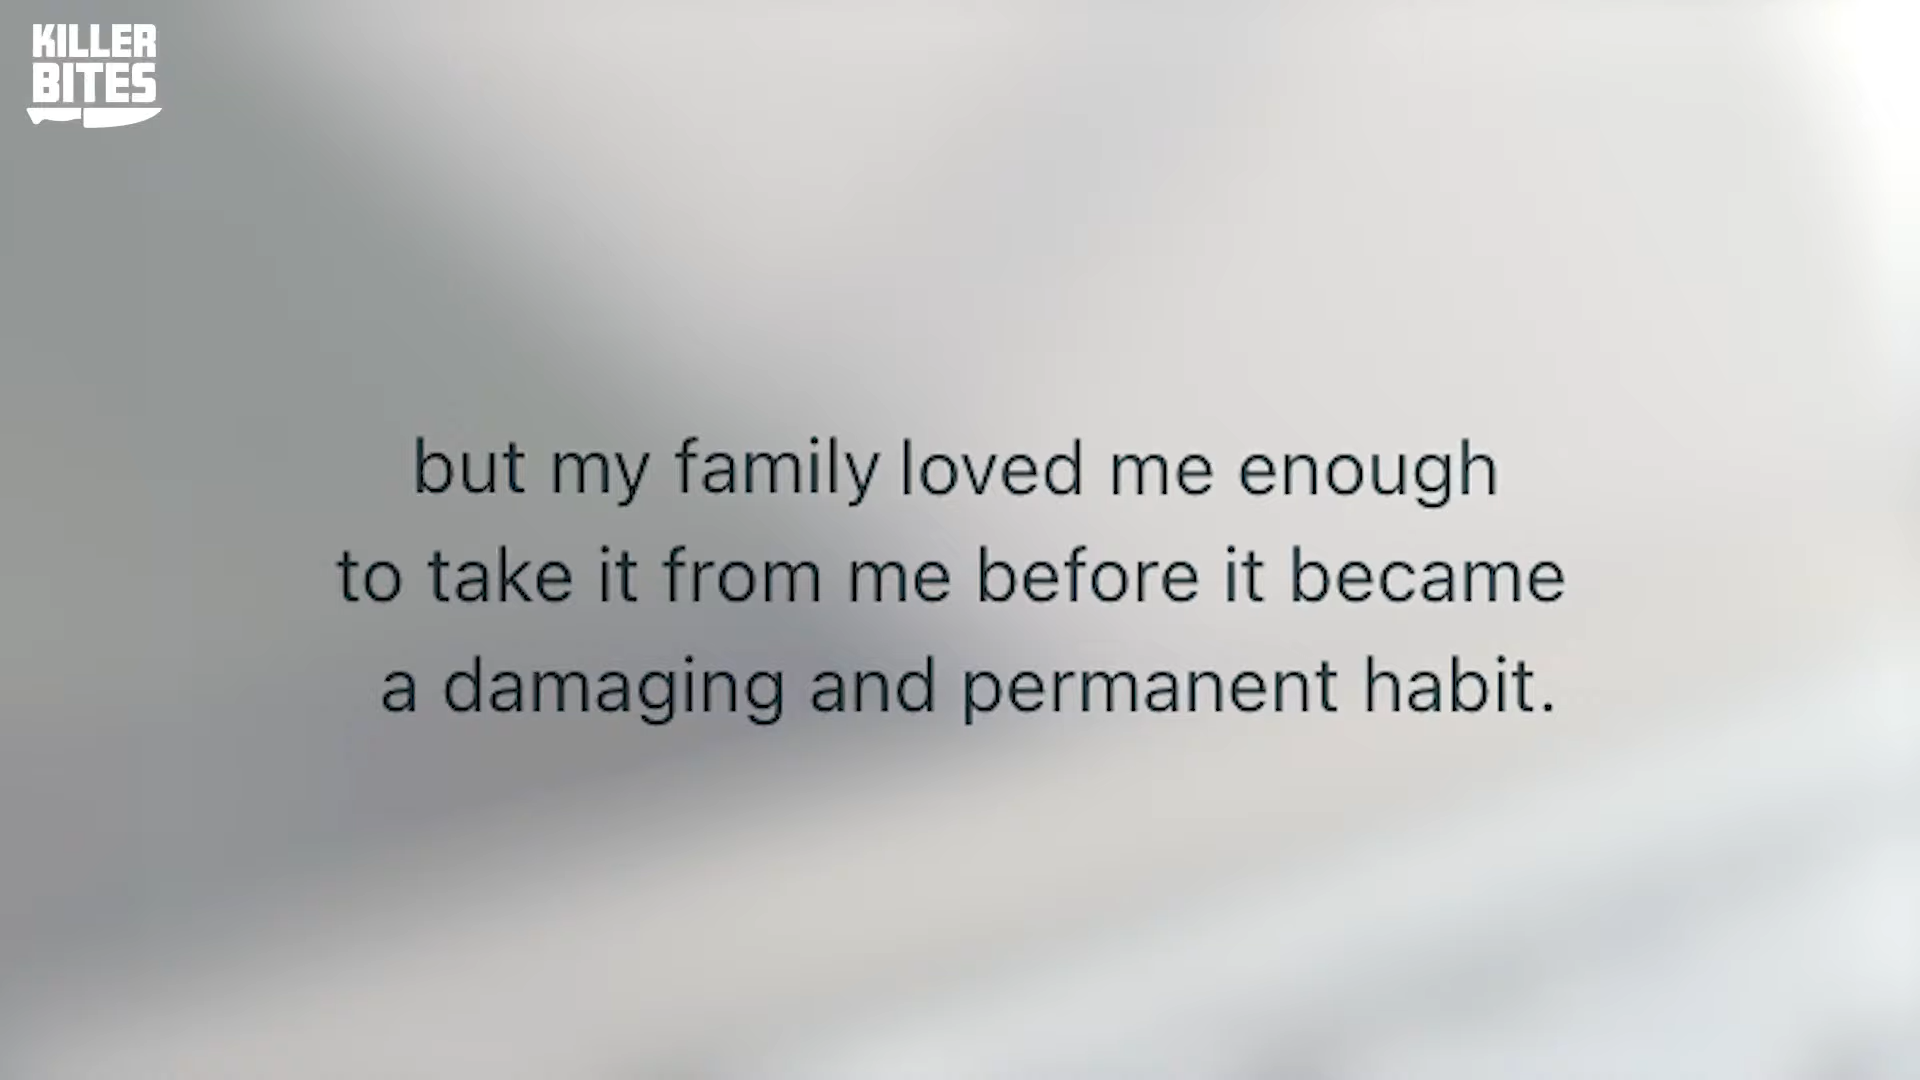 KILLER
BITES
but my family loved me enough
to take it from me before it became
a damaging and permanent habit.